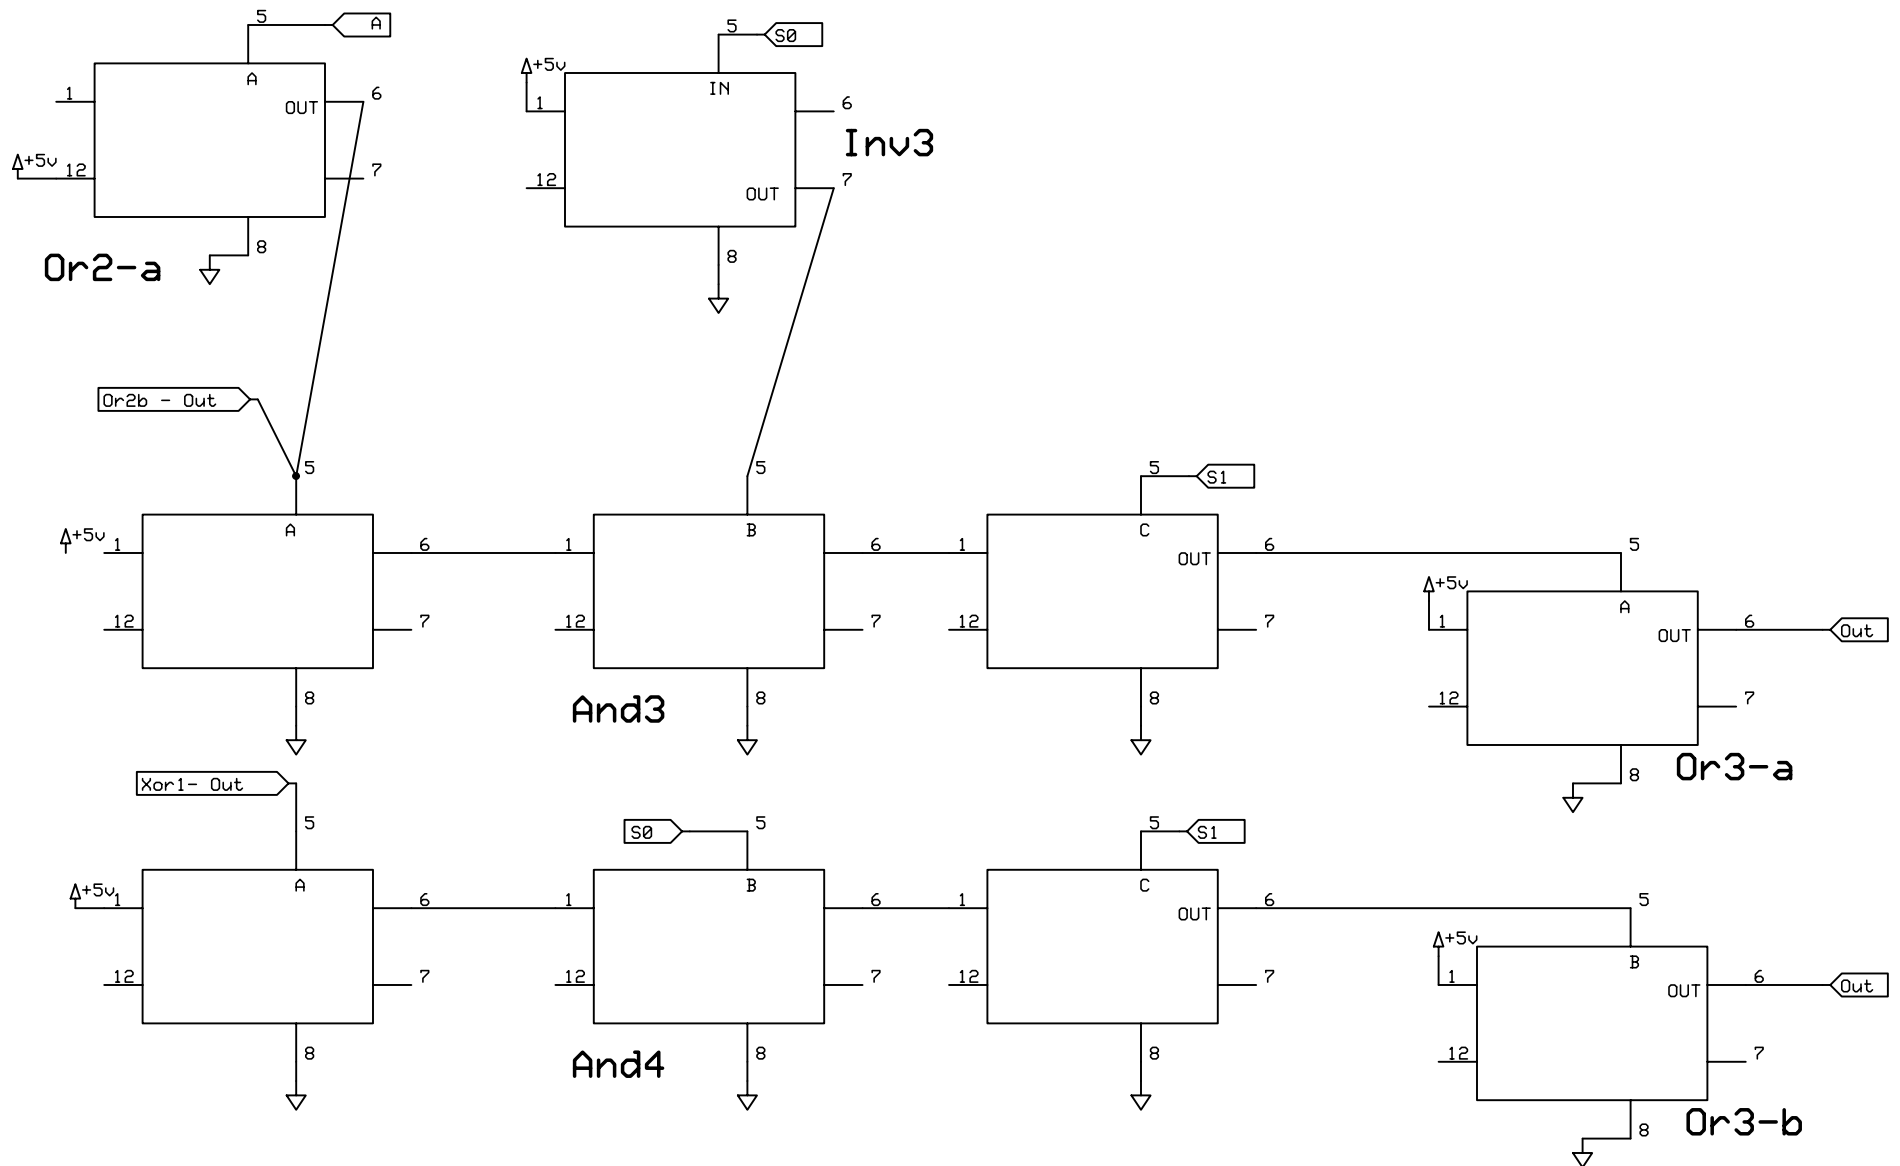 5 A
A
1 OUT 6
+5v 12 7
8
Or2-a
5 S0
+5v
IN
1 6
Inv3
12 OUT 7
8
Or2b - Out
5 5 5 S1
+5v 1 A 6 1 B 6 1 C OUT 6 5
12 7 12 7 12 7
8 8 8
And3
+5v
A
1 OUT 6 Out
12 7
8
Or3-a
Xor1- Out
5 S0 5 5 S1
+5v 1 A 6 1 B 6 1 C OUT 6 5
12 7 12 7 12 7
8 8 8
And4
+5v
B
1 OUT 6 Out
12 7
8
Or3-b